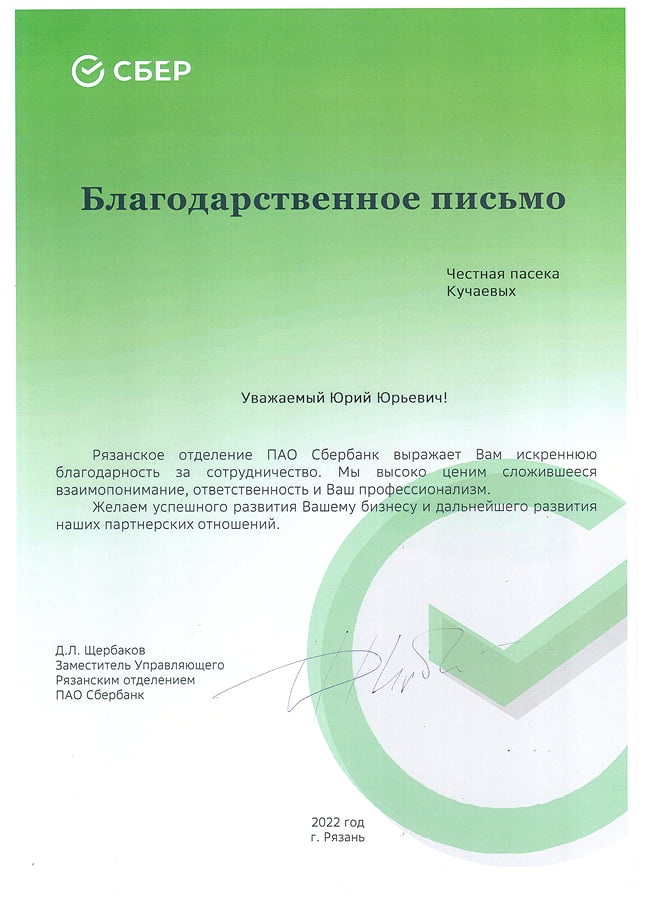 СБЕР
Благодарственное письмо
Честная пасека
Кучаевых
Уважаемый Юрий Юрьевич!
Рязанское отделение ПАО Сбербанк выражает Вам искреннюю
благодарность за сотрудничество. Мы высоко ценим сложившееся
взаимопонимание, ответственность и Ваш профессионализм.
Желаем успешного развития Вашему бизнесу и дальнейшего развития
наших партнерских отношений.
Д.Л. Щербаков
Заместитель Управляющего
Рязанским отделением
ПАО Сбербанк
2022 год
г. Рязань